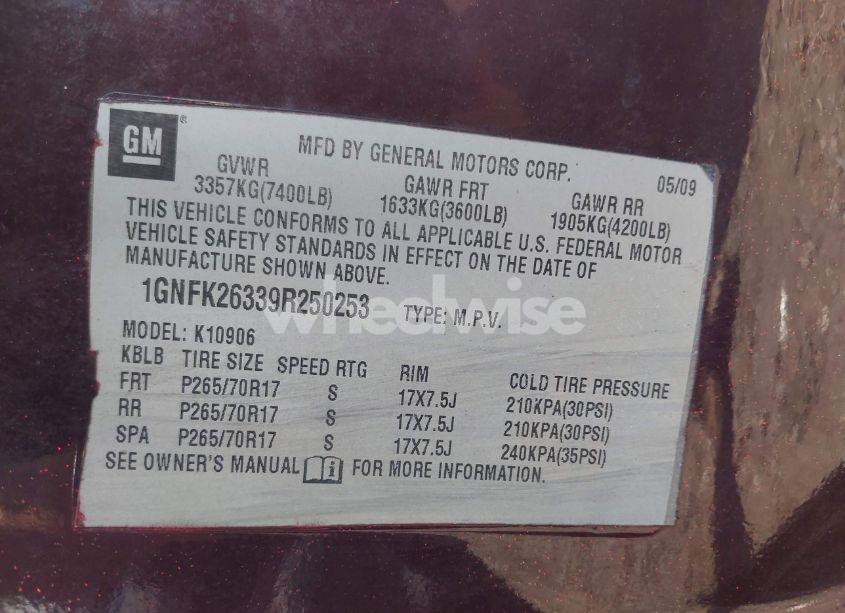 GM ®
MFD BY GENERAL MOTORS CORP. 05/09
GVWR GAWR FRT GAWR RR
3357KG(7400LB) 1633KG(3600LB) 1905KG(4200LB)
THIS VEHICLE CONFORMS TO ALL APPLICABLE U.S. FEDERAL MOTOR
VEHICLE SAFETY STANDARDS IN EFFECT ON THE DATE OF
MANUFACTURE SHOWN ABOVE.
1GNFK26339R250253 TYPE: M.P.V.
wheelwise
MODEL: K10906
KBLB TIRE SIZE SPEED RTG RIM COLD TIRE PRESSURE
FRT P265/70R17 S 17X7.5J 210KPA(30PSI)
RR P265/70R17 S 17X7.5J 210KPA(30PSI)
SPA P265/70R17 S 17X7.5J 240KPA(35PSI)
SEE OWNER'S MANUAL i FOR MORE INFORMATION.